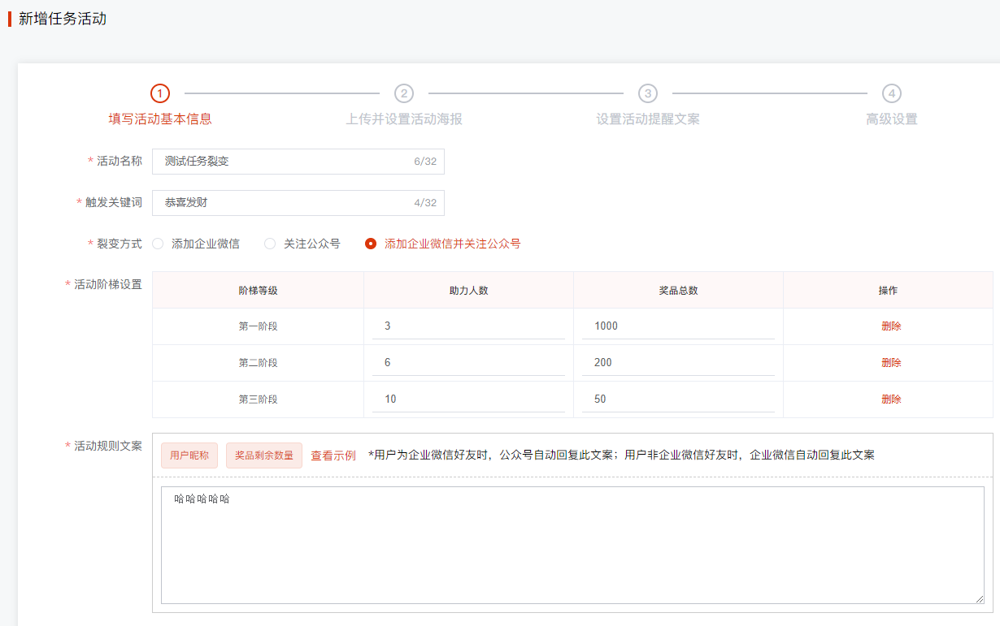 新增任务活动
1 2 3 4
填写活动基本信息 上传并设置活动海报 设置活动提醒文案 高级设置
* 活动名称 测试任务裂变 6/32
* 触发关键词 恭喜发财 4/32
* 裂变方式 添加企业微信 关注公众号 添加企业微信并关注公众号
* 活动阶梯设置
阶梯等级 助力人数 奖品总数 操作
第一阶段 3 1000 删除
第二阶段 6 200 删除
第三阶段 10 50 删除
* 活动规则文案
用户昵称 奖品剩余数量 查看示例 *用户为企业微信好友时，公众号自动回复此文案；用户非企业微信好友时，企业微信自动回复此文案
哈哈哈哈哈